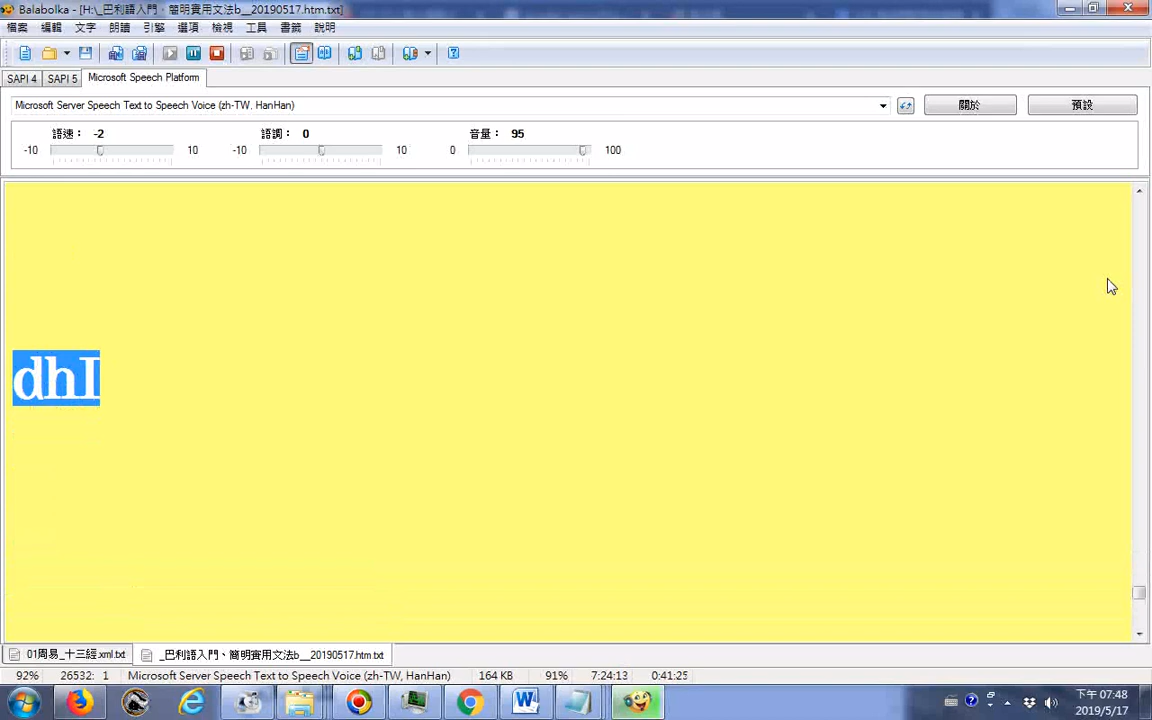 Balabolka - [H:\_巴利語入門、簡明實用文法b__20190517.htm.txt]
檔案 編輯 文字 朗讀 引擎 選項 檢視 工具 書籤 說明
SAPI 4 SAPI 5 Microsoft Speech Platform
Microsoft Server Speech Text to Speech Voice (zh-TW, HanHan) 關於 預設
語速： -2 語調： 0 音量： 95
-10 10 -10 10 0 100
dhI
01周易_十三經.xml.txt _巴利語入門、簡明實用文法b__20190517.htm.txt
92% 26532: 1 Microsoft Server Speech Text to Speech Voice (zh-TW, HanHan) 164 KB 91% 7:24:13 0:41:25
下午 07:48
2019/5/17